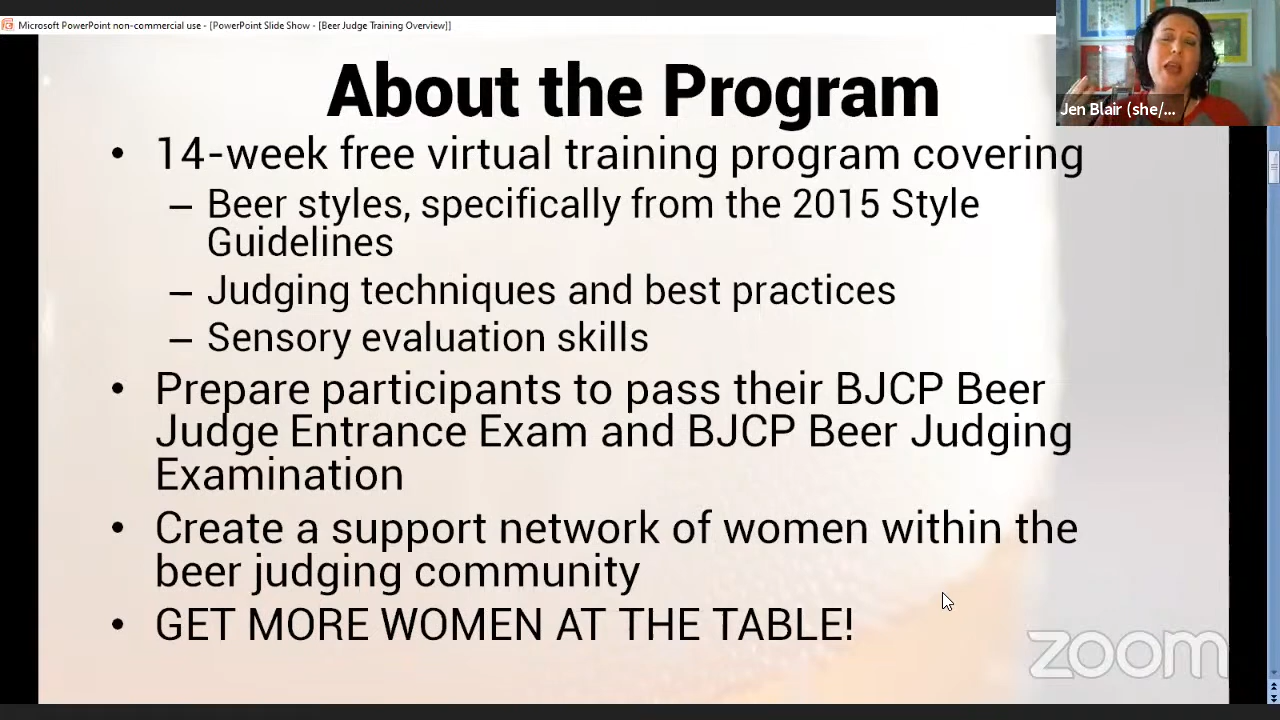 Microsoft PowerPoint non-commercial use - [PowerPoint Slide Show - [Beer Judge Training Overview]]
Jen Blair (she/...
About the Program
• 14-week free virtual training program covering
– Beer styles, specifically from the 2015 Style
Guidelines
– Judging techniques and best practices
– Sensory evaluation skills
• Prepare participants to pass their BJCP Beer
Judge Entrance Exam and BJCP Beer Judging
Examination
• Create a support network of women within the
beer judging community
• GET MORE WOMEN AT THE TABLE!
zoom